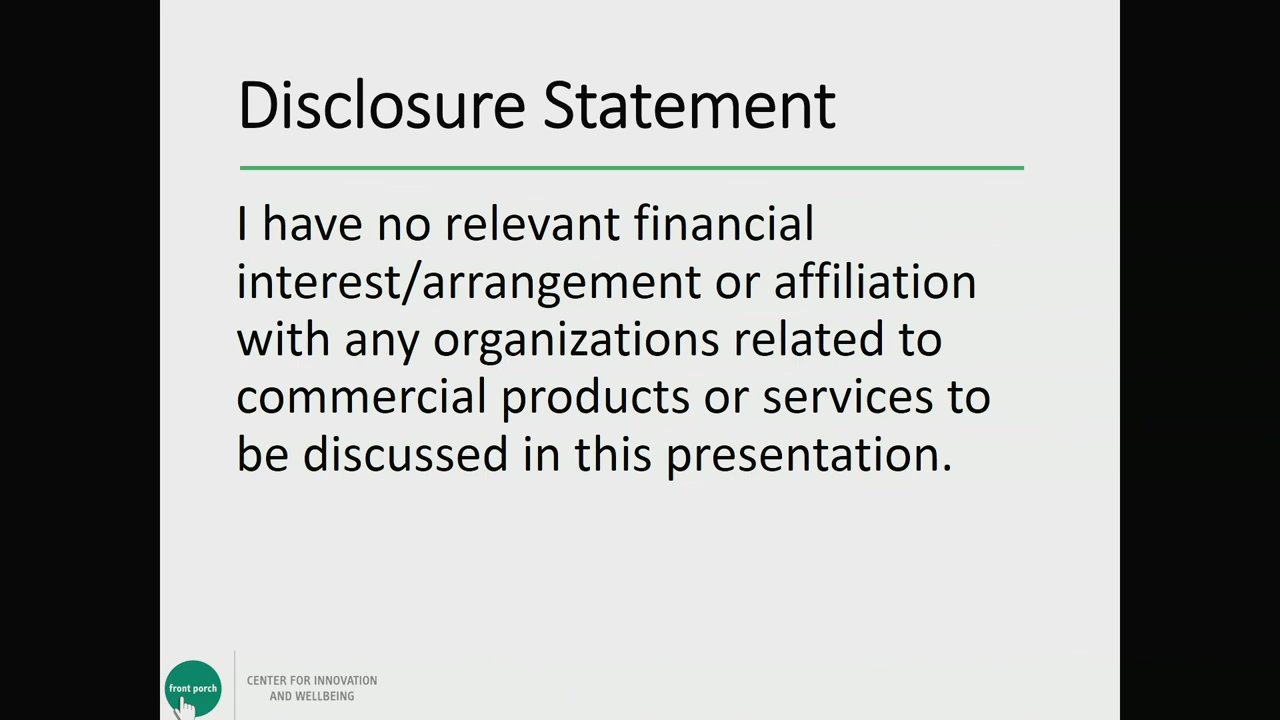 Disclosure Statement
I have no relevant financial
interest/arrangement or affiliation
with any organizations related to
commercial products or services to
be discussed in this presentation.
front porch
CENTER FOR INNOVATION
AND WELLBEING